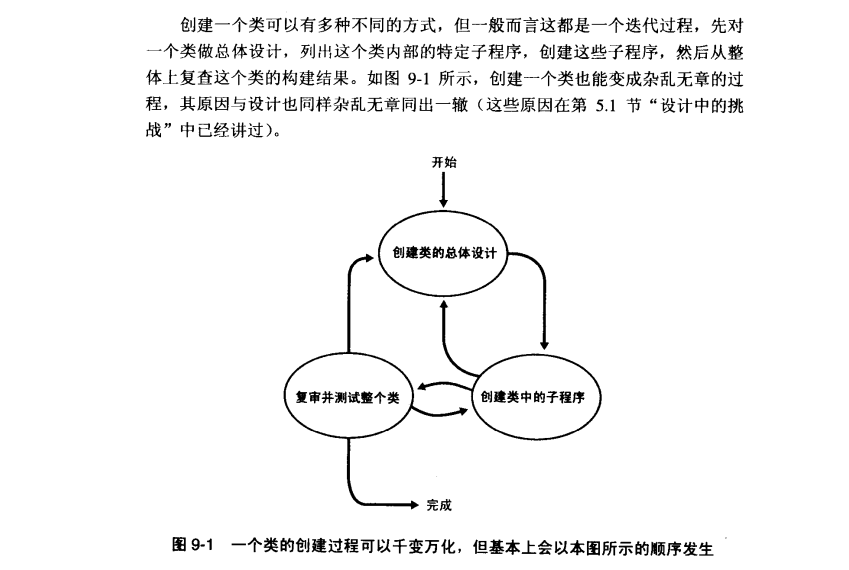 创建一个类可以有多种不同的方式，但一般而言这都是一个迭代过程，先对
一个类做总体设计，列出这个类内部的特定子程序，创建这些子程序，然后从整
体上复查这个类的构建结果。如图 9-1 所示，创建一个类也能变成杂乱无章的过
程，其原因与设计也同样杂乱无章同出一辙（这些原因在第 5.1 节“设计中的挑
战”中已经讲过）。
开始
创建类的总体设计
复审并测试整个类
创建类中的子程序
完成
图 9-1 一个类的创建过程可以千变万化，但基本上会以本图所示的顺序发生